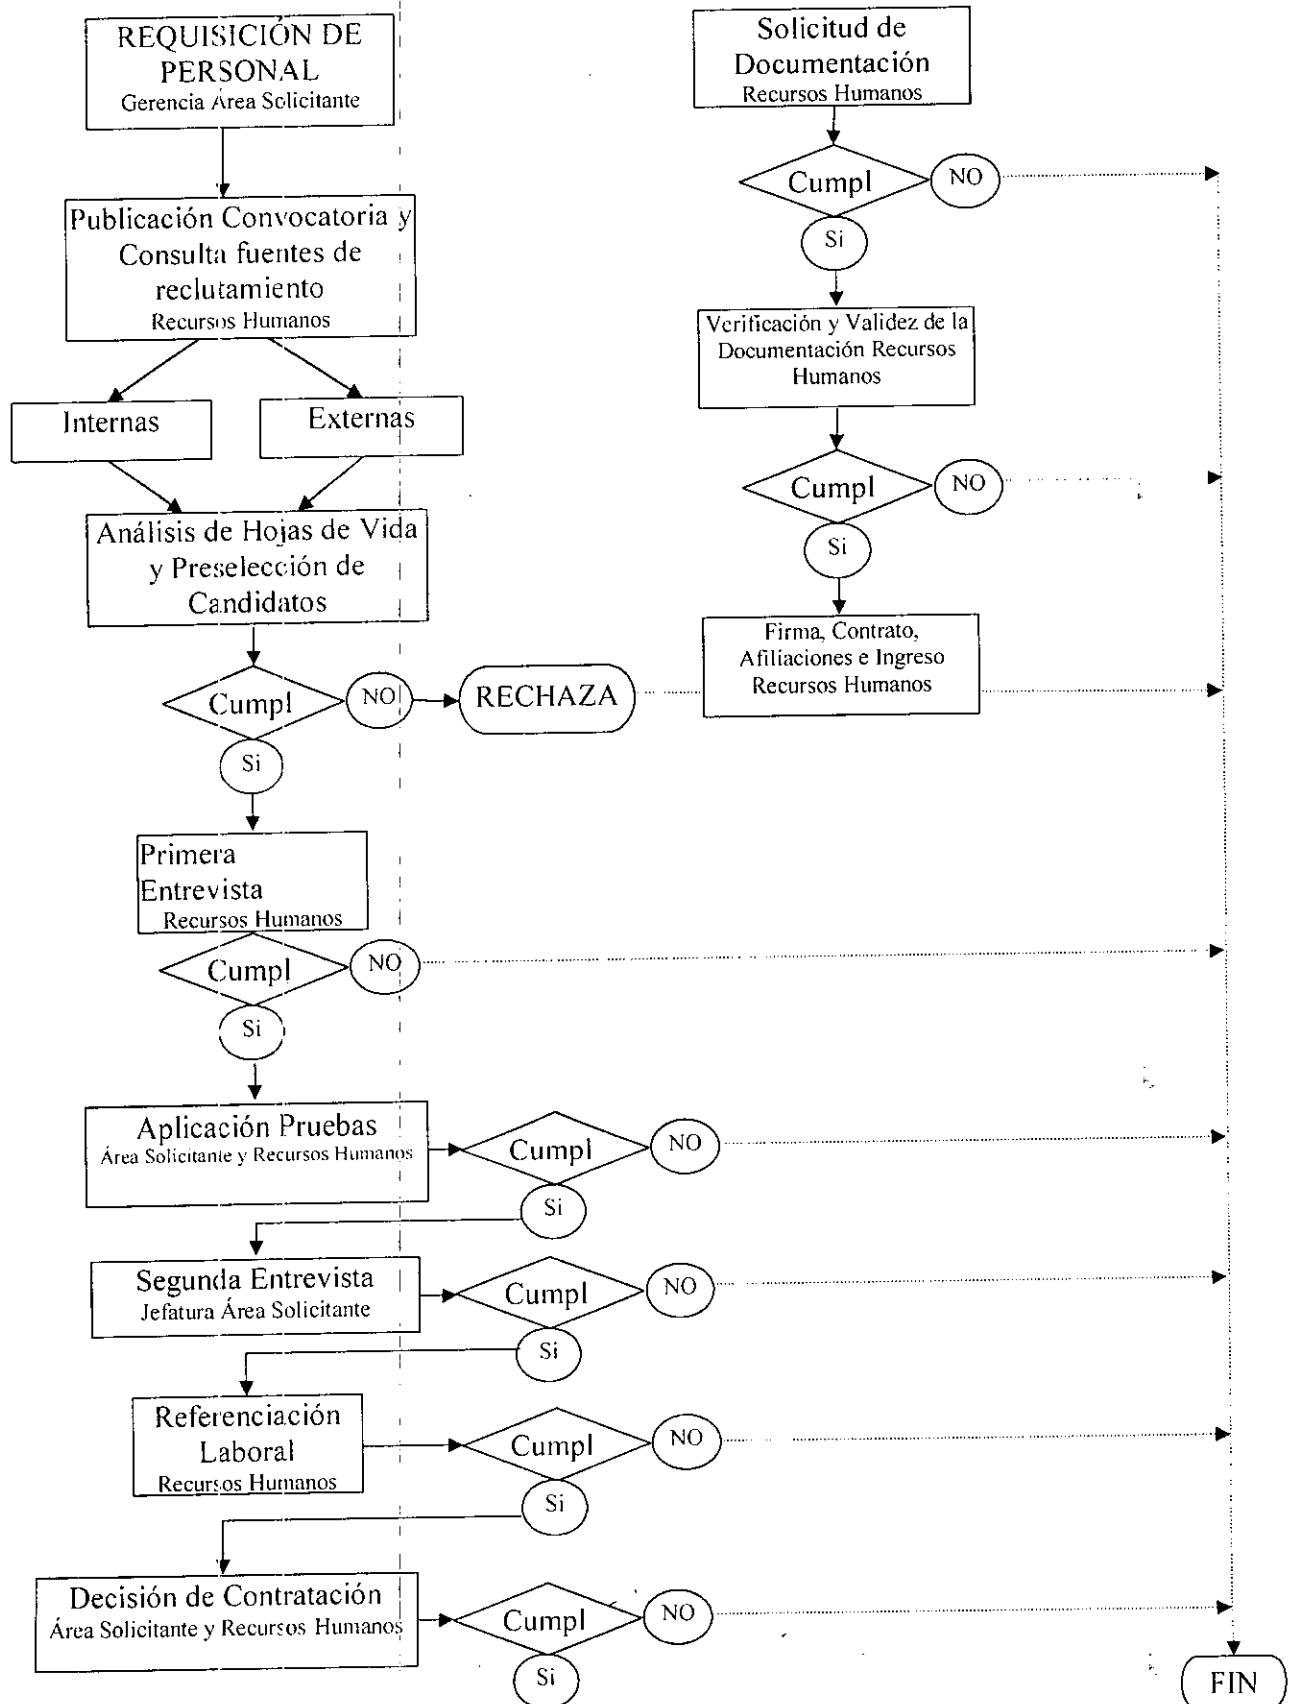 REQUISICIÓN DE
PERSONAL
Gerencia Área Solicitante
Publicación Convocatoria y
Consulta fuentes de
reclutamiento
Recursos Humanos
Internas
Externas
Análisis de Hojas de Vida
y Preselección de
Candidatos
Cumpl
NO
RECHAZA
Si
Primera
Entrevista
Recursos Humanos
Cumpl
NO
Si
Aplicación Pruebas
Área Solicitante y Recursos Humanos
Cumpl
NO
Si
Segunda Entrevista
Jefatura Área Solicitante
Cumpl
NO
Si
Referenciación
Laboral
Recursos Humanos
Cumpl
NO
Si
Decisión de Contratación
Área Solicitante y Recursos Humanos
Cumpl
NO
Si
Solicitud de
Documentación
Recursos Humanos
Cumpl
NO
Si
Verificación y Validez de la
Documentación Recursos
Humanos
Cumpl
NO
Si
Firma, Contrato,
Afiliaciones e Ingreso
Recursos Humanos
FIN